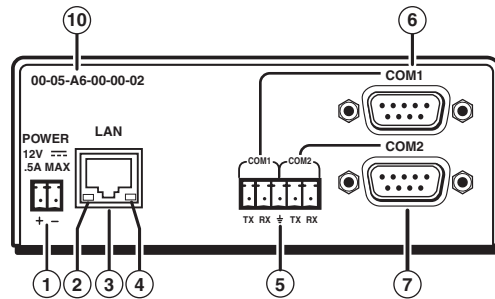 10
6
00-05-A6-00-00-02
COM1
POWER
12V
.5A MAX
LAN
COM1 COM2
COM2
TX RX TX RX
+ –
1
2
3
4
5
7